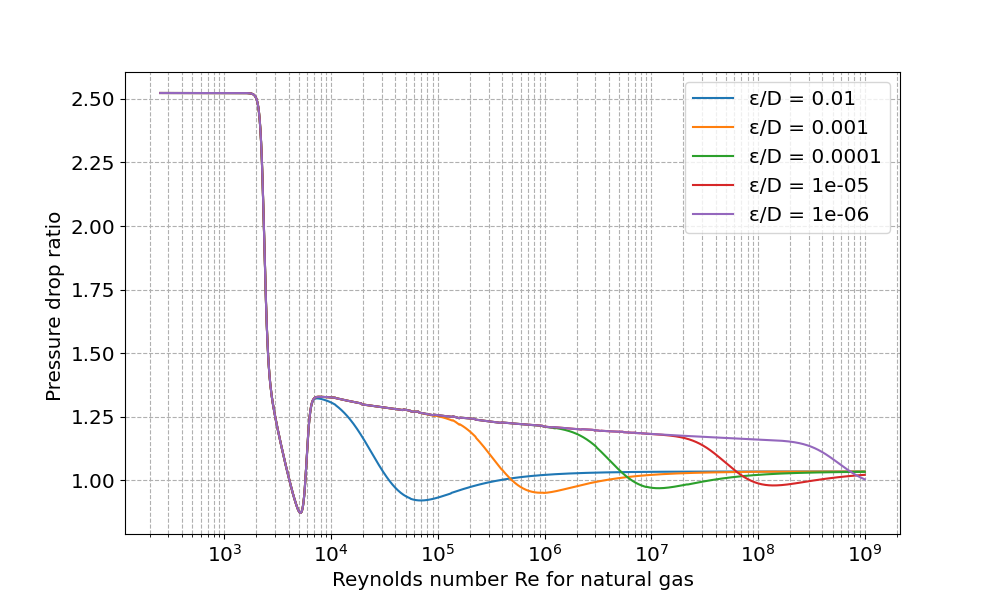 ε/D = 0.01
ε/D = 0.001
ε/D = 0.0001
ε/D = 1e-05
ε/D = 1e-06
Pressure drop ratio
2.50
2.25
2.00
1.75
1.50
1.25
1.00
10³ 10⁴ 10⁵ 10⁶ 10⁷ 10⁸ 10⁹
Reynolds number Re for natural gas